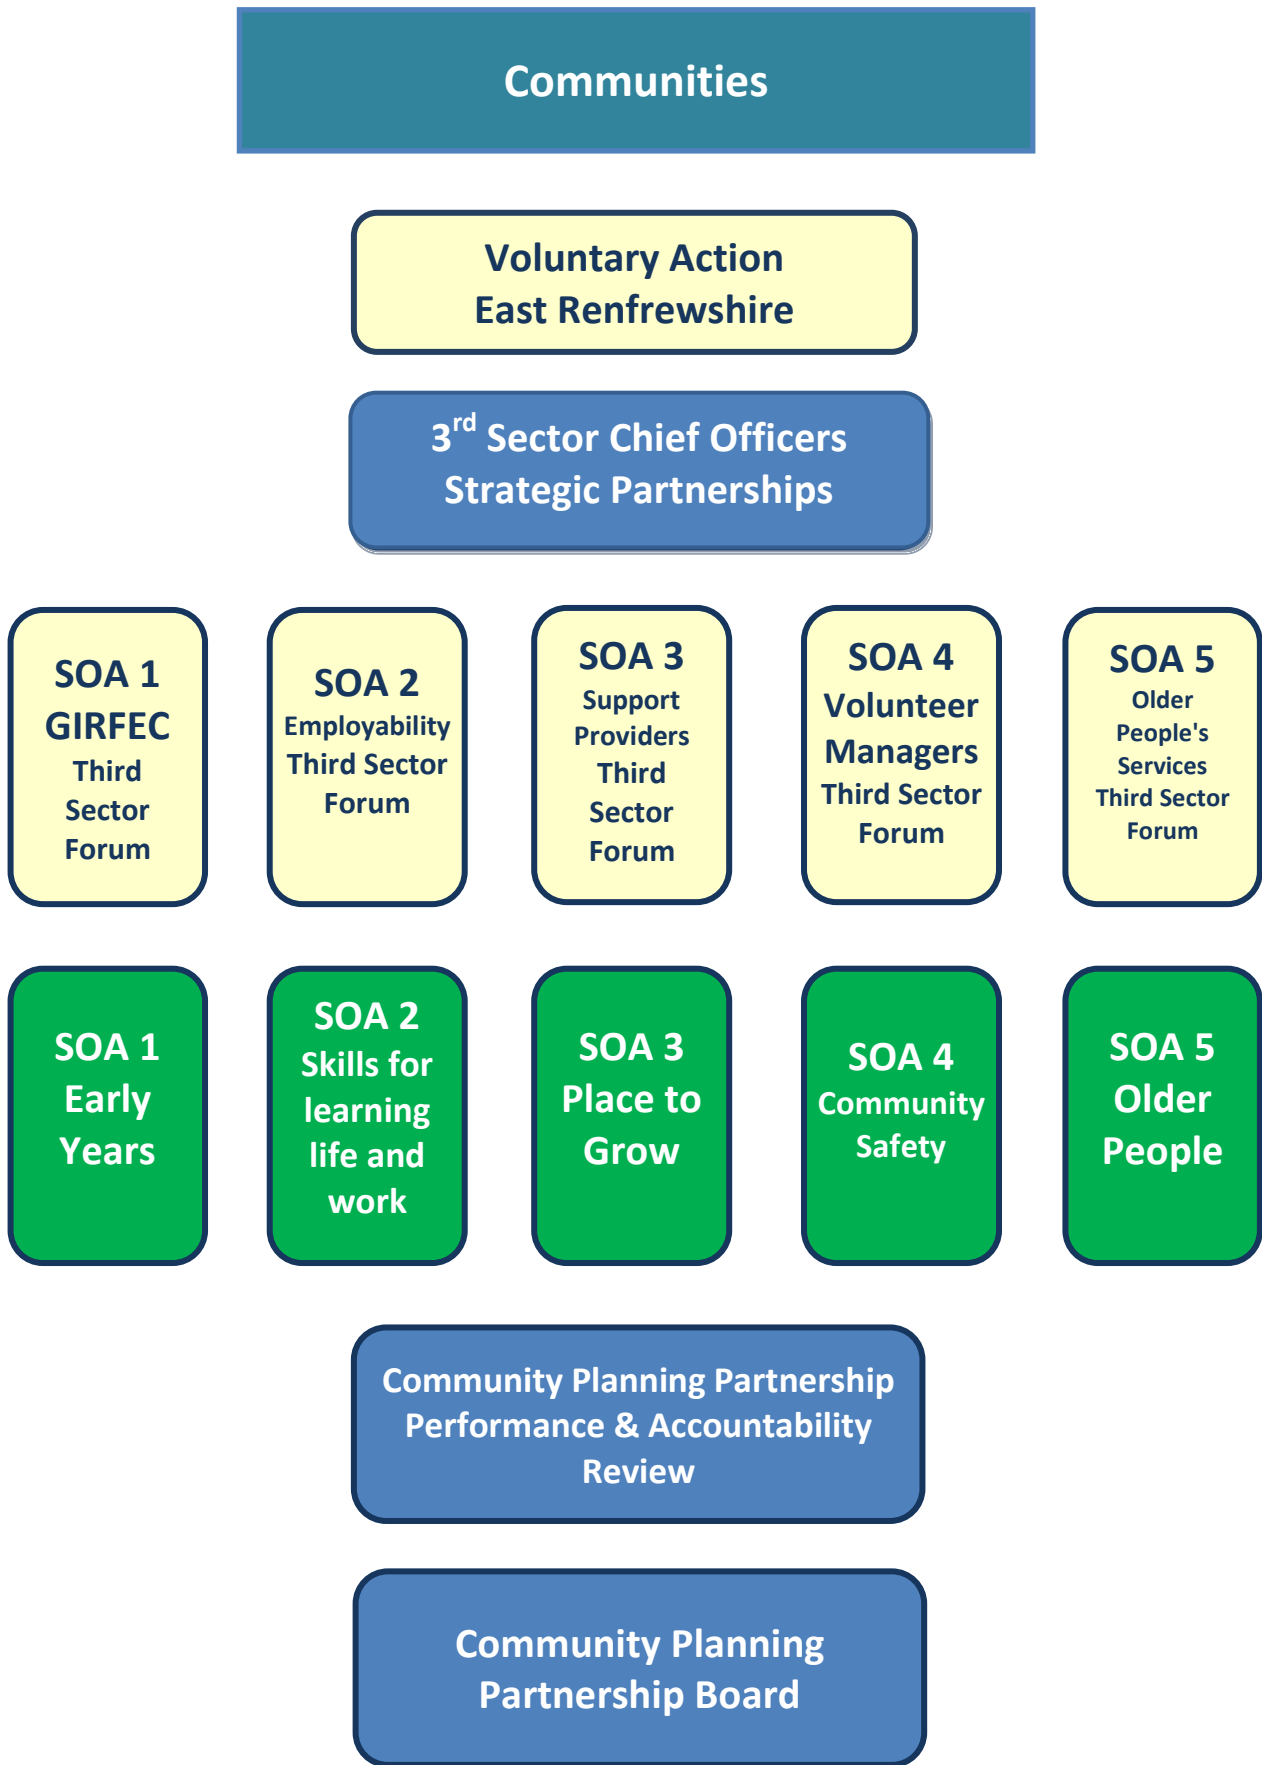 Communities
Voluntary Action
East Renfrewshire
3rd Sector Chief Officers
Strategic Partnerships
SOA 1
GIRFEC
Third
Sector
Forum
SOA 2
Employability
Third Sector
Forum
SOA 3
Support
Providers
Third
Sector
Forum
SOA 4
Volunteer
Managers
Third Sector
Forum
SOA 5
Older
People's
Services
Third Sector
Forum
SOA 1
Early
Years
SOA 2
Skills for
learning
life and
work
SOA 3
Place to
Grow
SOA 4
Community
Safety
SOA 5
Older
People
Community Planning Partnership
Performance & Accountability
Review
Community Planning
Partnership Board